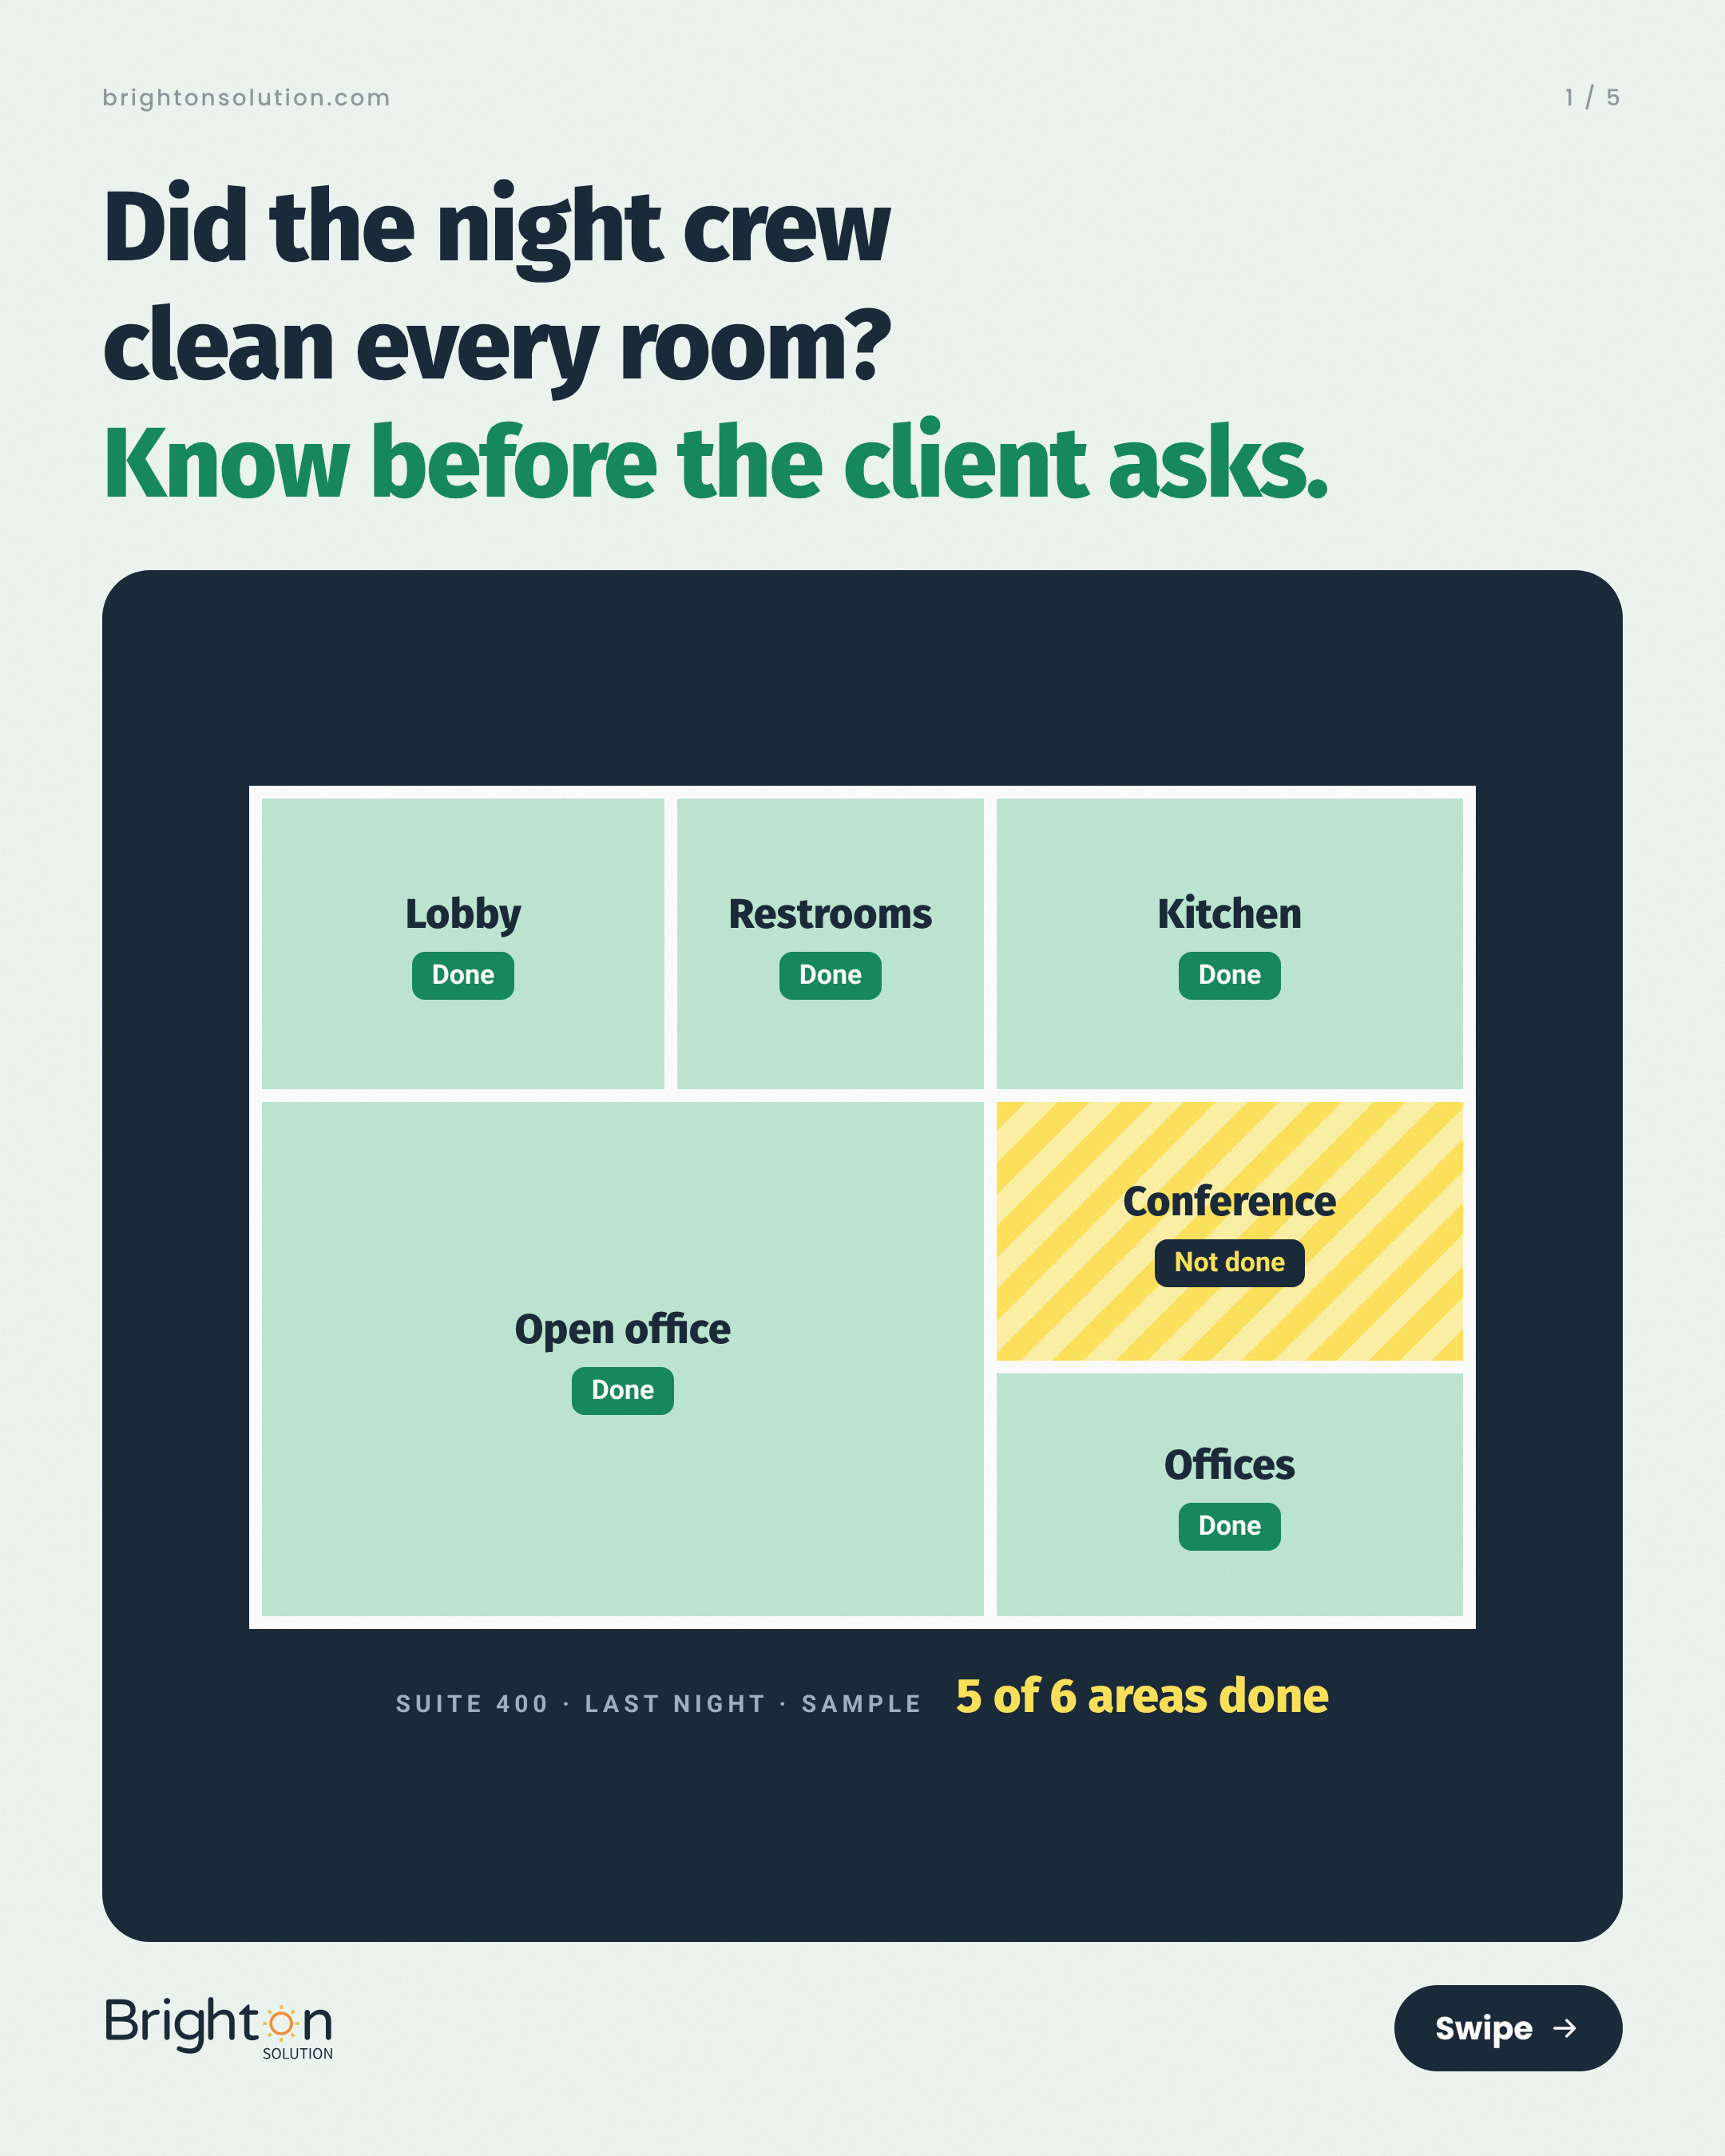 brightonsolution.com
1 / 5
Did the night crew
clean every room?
Know before the client asks.
Lobby
Done
Restrooms
Done
Kitchen
Done
Open office
Done
Conference
Not done
Offices
Done
SUITE 400 · LAST NIGHT · SAMPLE 5 of 6 areas done
Brighton
SOLUTION
Swipe →